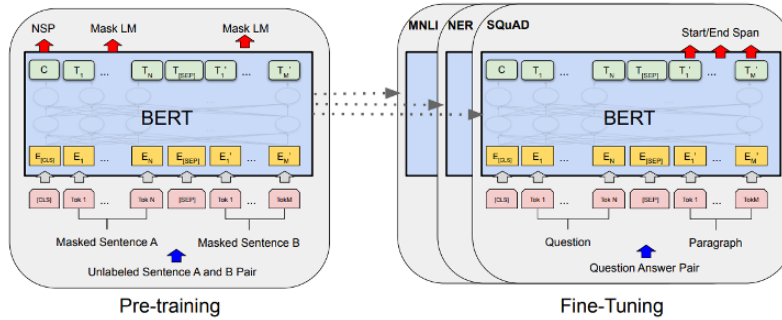 NSP Mask LM Mask LM
C T1 ... TN T[SEP] T1' ... TM'
BERT
E[CLS] E1 ... EN E[SEP] E1' ... EM'
[CLS] Tok 1 ... Tok N [SEP] Tok 1 ... TokM
Masked Sentence A Masked Sentence B
Unlabeled Sentence A and B Pair
Pre-training
MNLI NER SQuAD
Start/End Span
C T1 ... TN T[SEP] T1' ... TM'
BERT
E[CLS] E1 ... EN E[SEP] E1' ... EM'
[CLS] Tok 1 ... Tok N [SEP] Tok 1 ... TokM
Question Paragraph
Question Answer Pair
Fine-Tuning